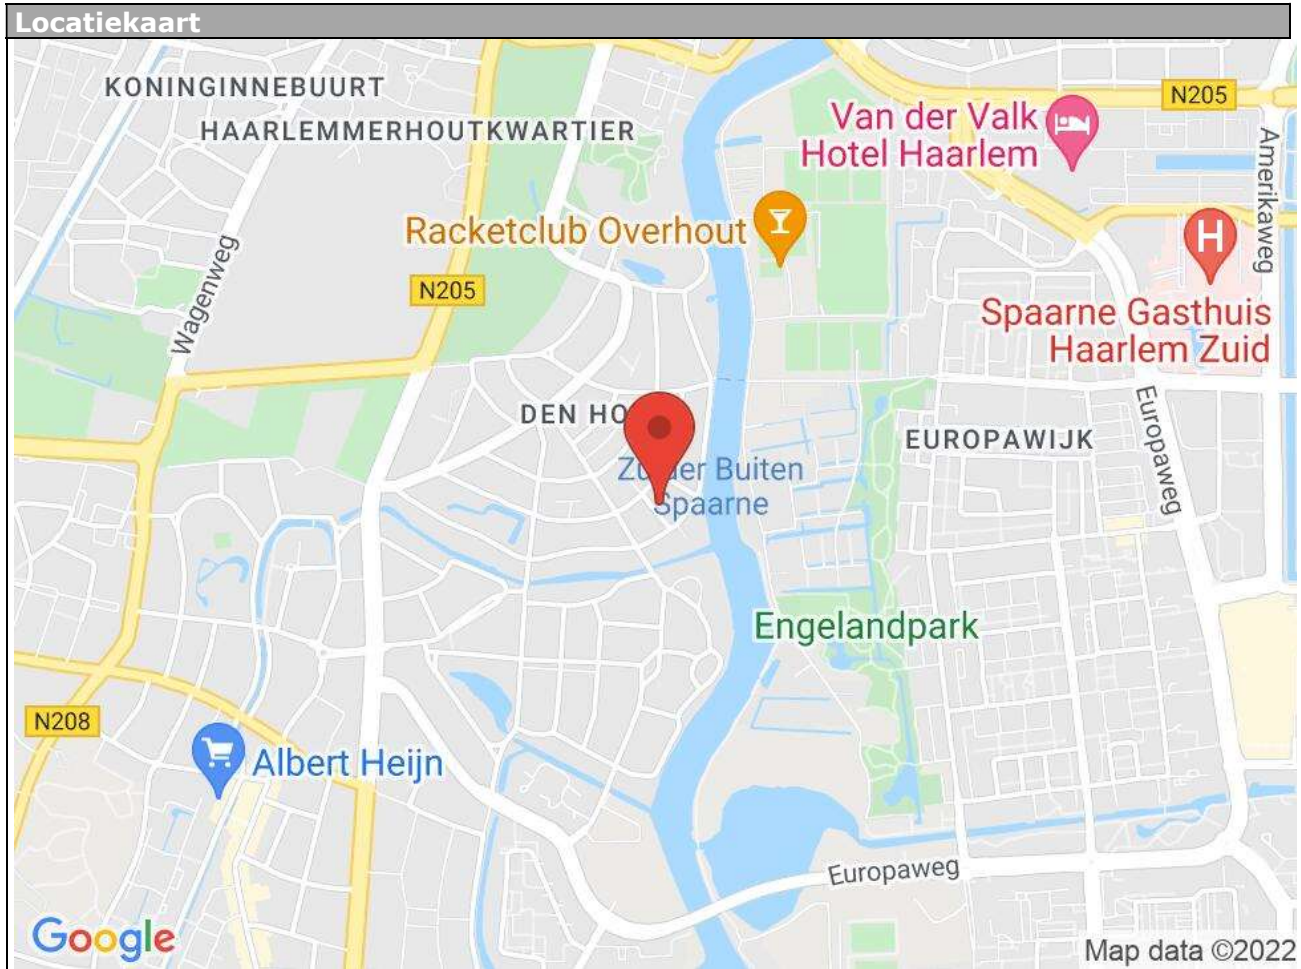 Locatiekaart
KONINGINNEBUURT
HAARLEMMERHOUTKWARTIER
N205
Van der Valk
Hotel Haarlem
Amerikaweg
Racketclub Overhout
Wagenweg
N205
Spaarne Gasthuis
Haarlem Zuid
DEN
EUROPAWIJK
Europaweg
Buiten
Spaarne
Engelandpark
N208
Albert Heijn
Europaweg
Google
Map data ©2022